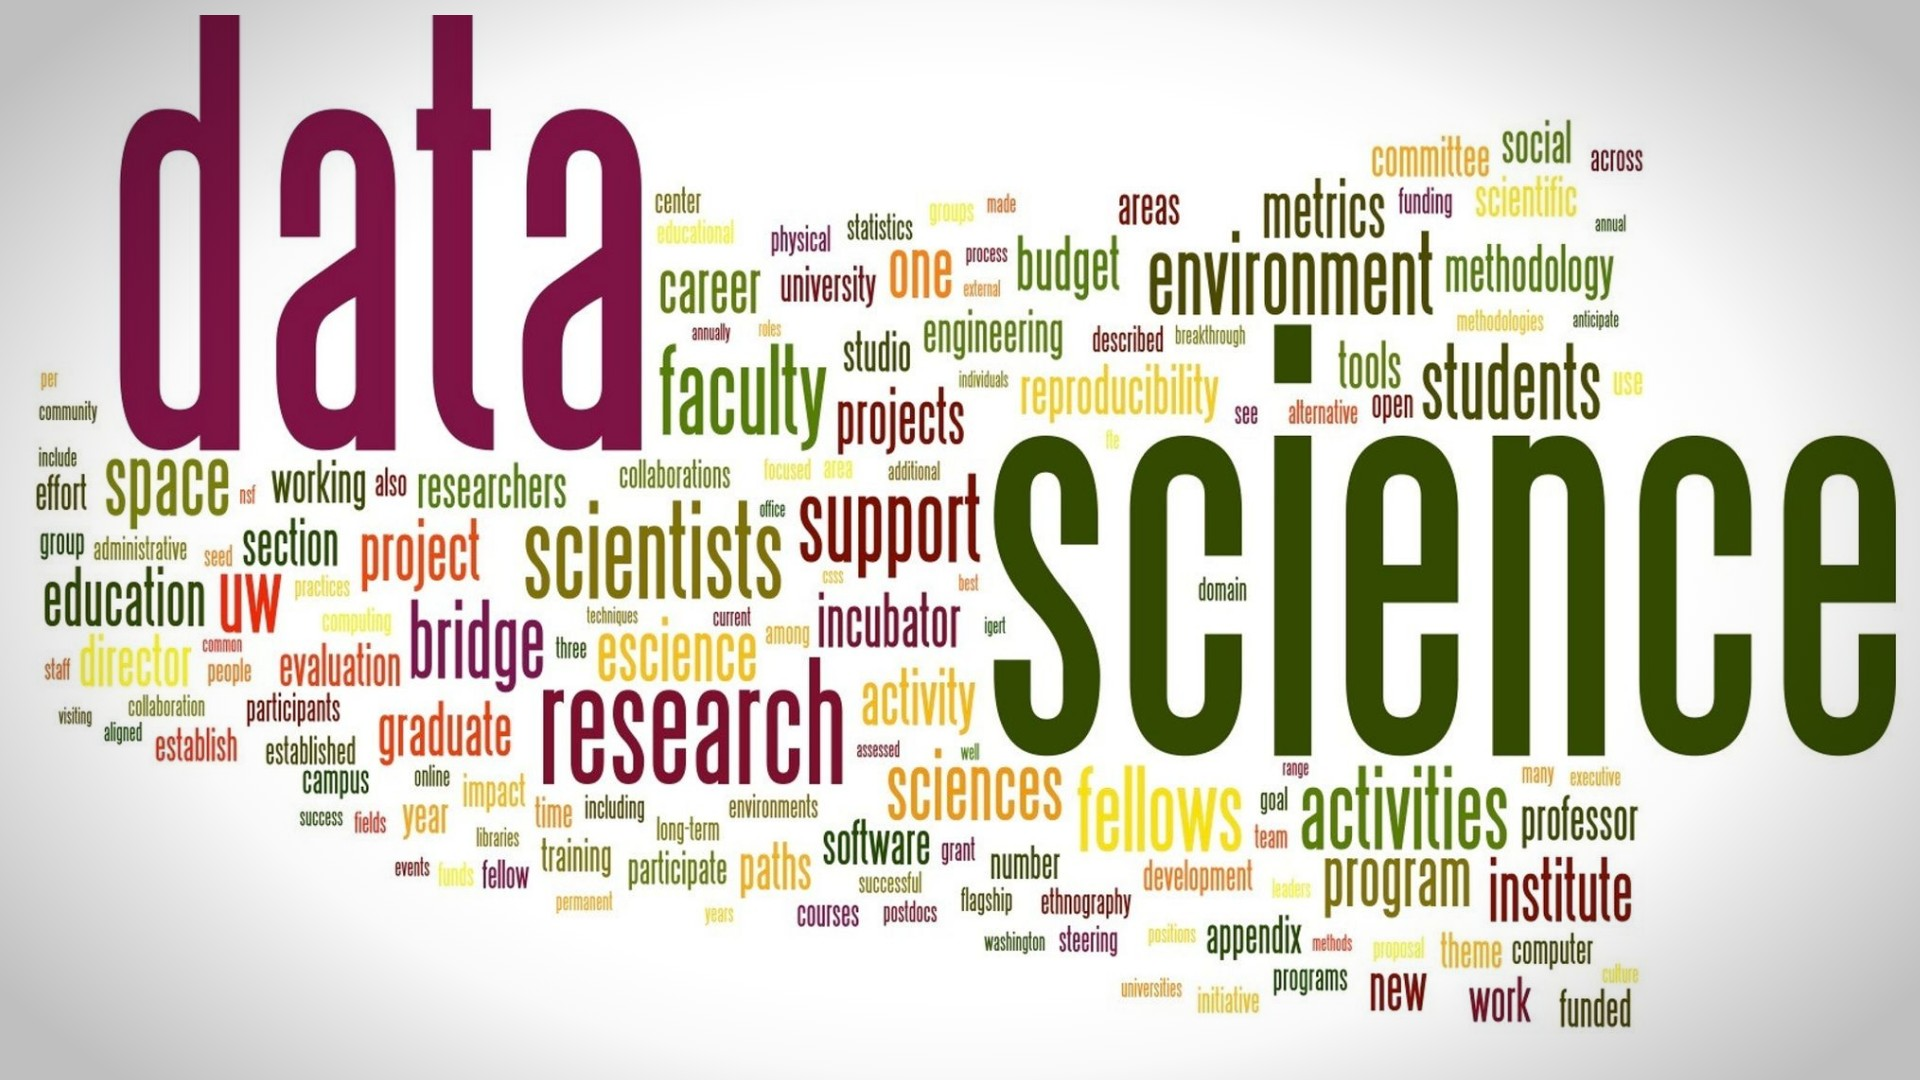 data
committee social across
center metrics funding scientific
educational physical statistics groups made areas annual
career university one process budget environment methodology
external
annually roles studio engineering described breakthrough methodologies anticipate
per faculty individuals reproducibility tools students use
community projects see alternative open
fle
include collaborations focused area additional science
effort space nsf working also researchers
office support
group administrative seed section project scientists
education uw practices csss best domain
computing bridge techniques current incubator igert
staff director common people evaluation three escience among
visiting collaboration participants research activity
aligned establish established graduate assessed well
campus online impact sciences fellows range goal activities many executive
success fields year time including environments team professor
libraries long-term software grant number
events funds fellow training participate paths successful development leaders program institute
permanent years courses postdocs flagship ethnography
washington steering positions appendix methods proposal theme computer
universities initiative programs new work culture
funded